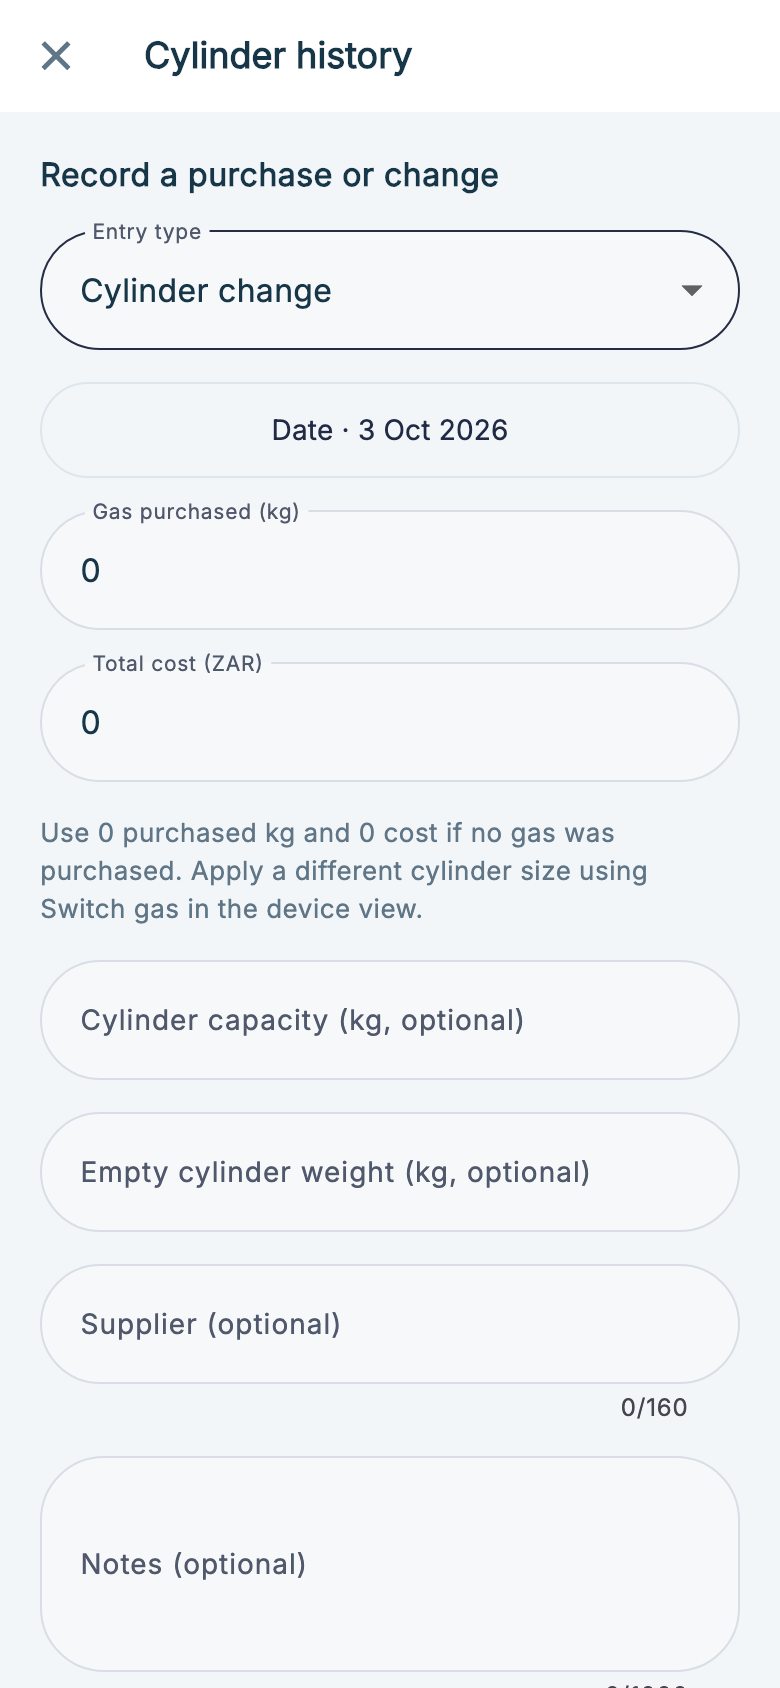 Cylinder history
Record a purchase or change
Entry type
Cylinder change
Date · 3 Oct 2026
Gas purchased (kg)
0
Total cost (ZAR)
0
Use 0 purchased kg and 0 cost if no gas was
purchased. Apply a different cylinder size using
Switch gas in the device view.
Cylinder capacity (kg, optional)
Empty cylinder weight (kg, optional)
Supplier (optional)
0/160
Notes (optional)